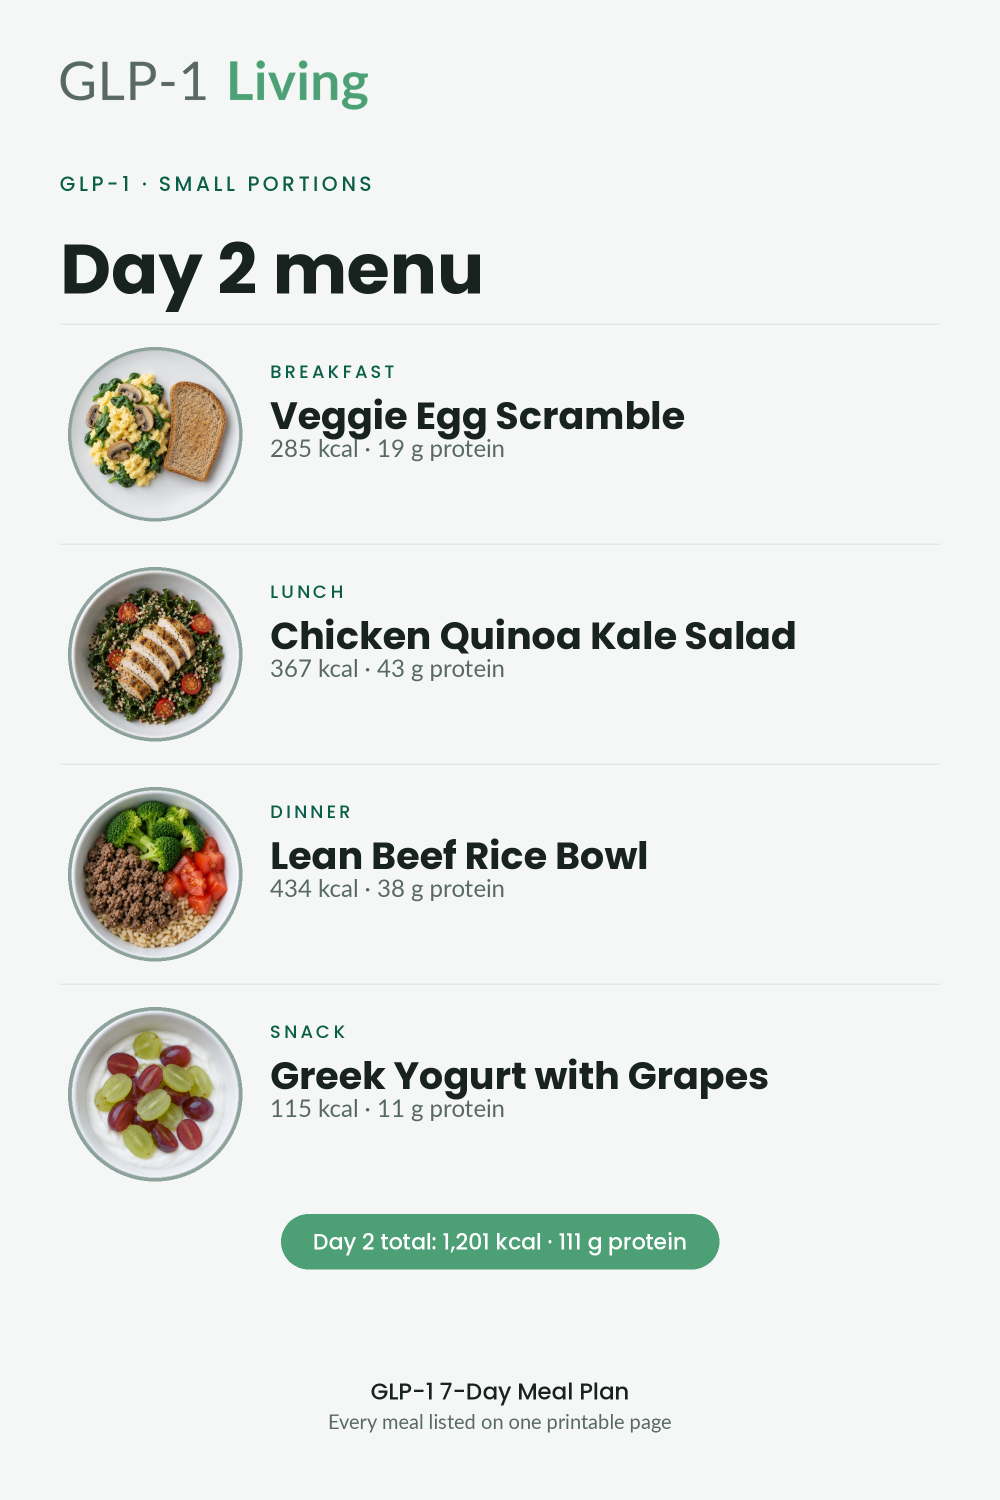 GLP-1 Living
GLP-1 · SMALL PORTIONS
Day 2 menu
BREAKFAST
Veggie Egg Scramble
285 kcal · 19 g protein
LUNCH
Chicken Quinoa Kale Salad
367 kcal · 43 g protein
DINNER
Lean Beef Rice Bowl
434 kcal · 38 g protein
SNACK
Greek Yogurt with Grapes
115 kcal · 11 g protein
Day 2 total: 1,201 kcal · 111 g protein
GLP-1 7-Day Meal Plan
Every meal listed on one printable page